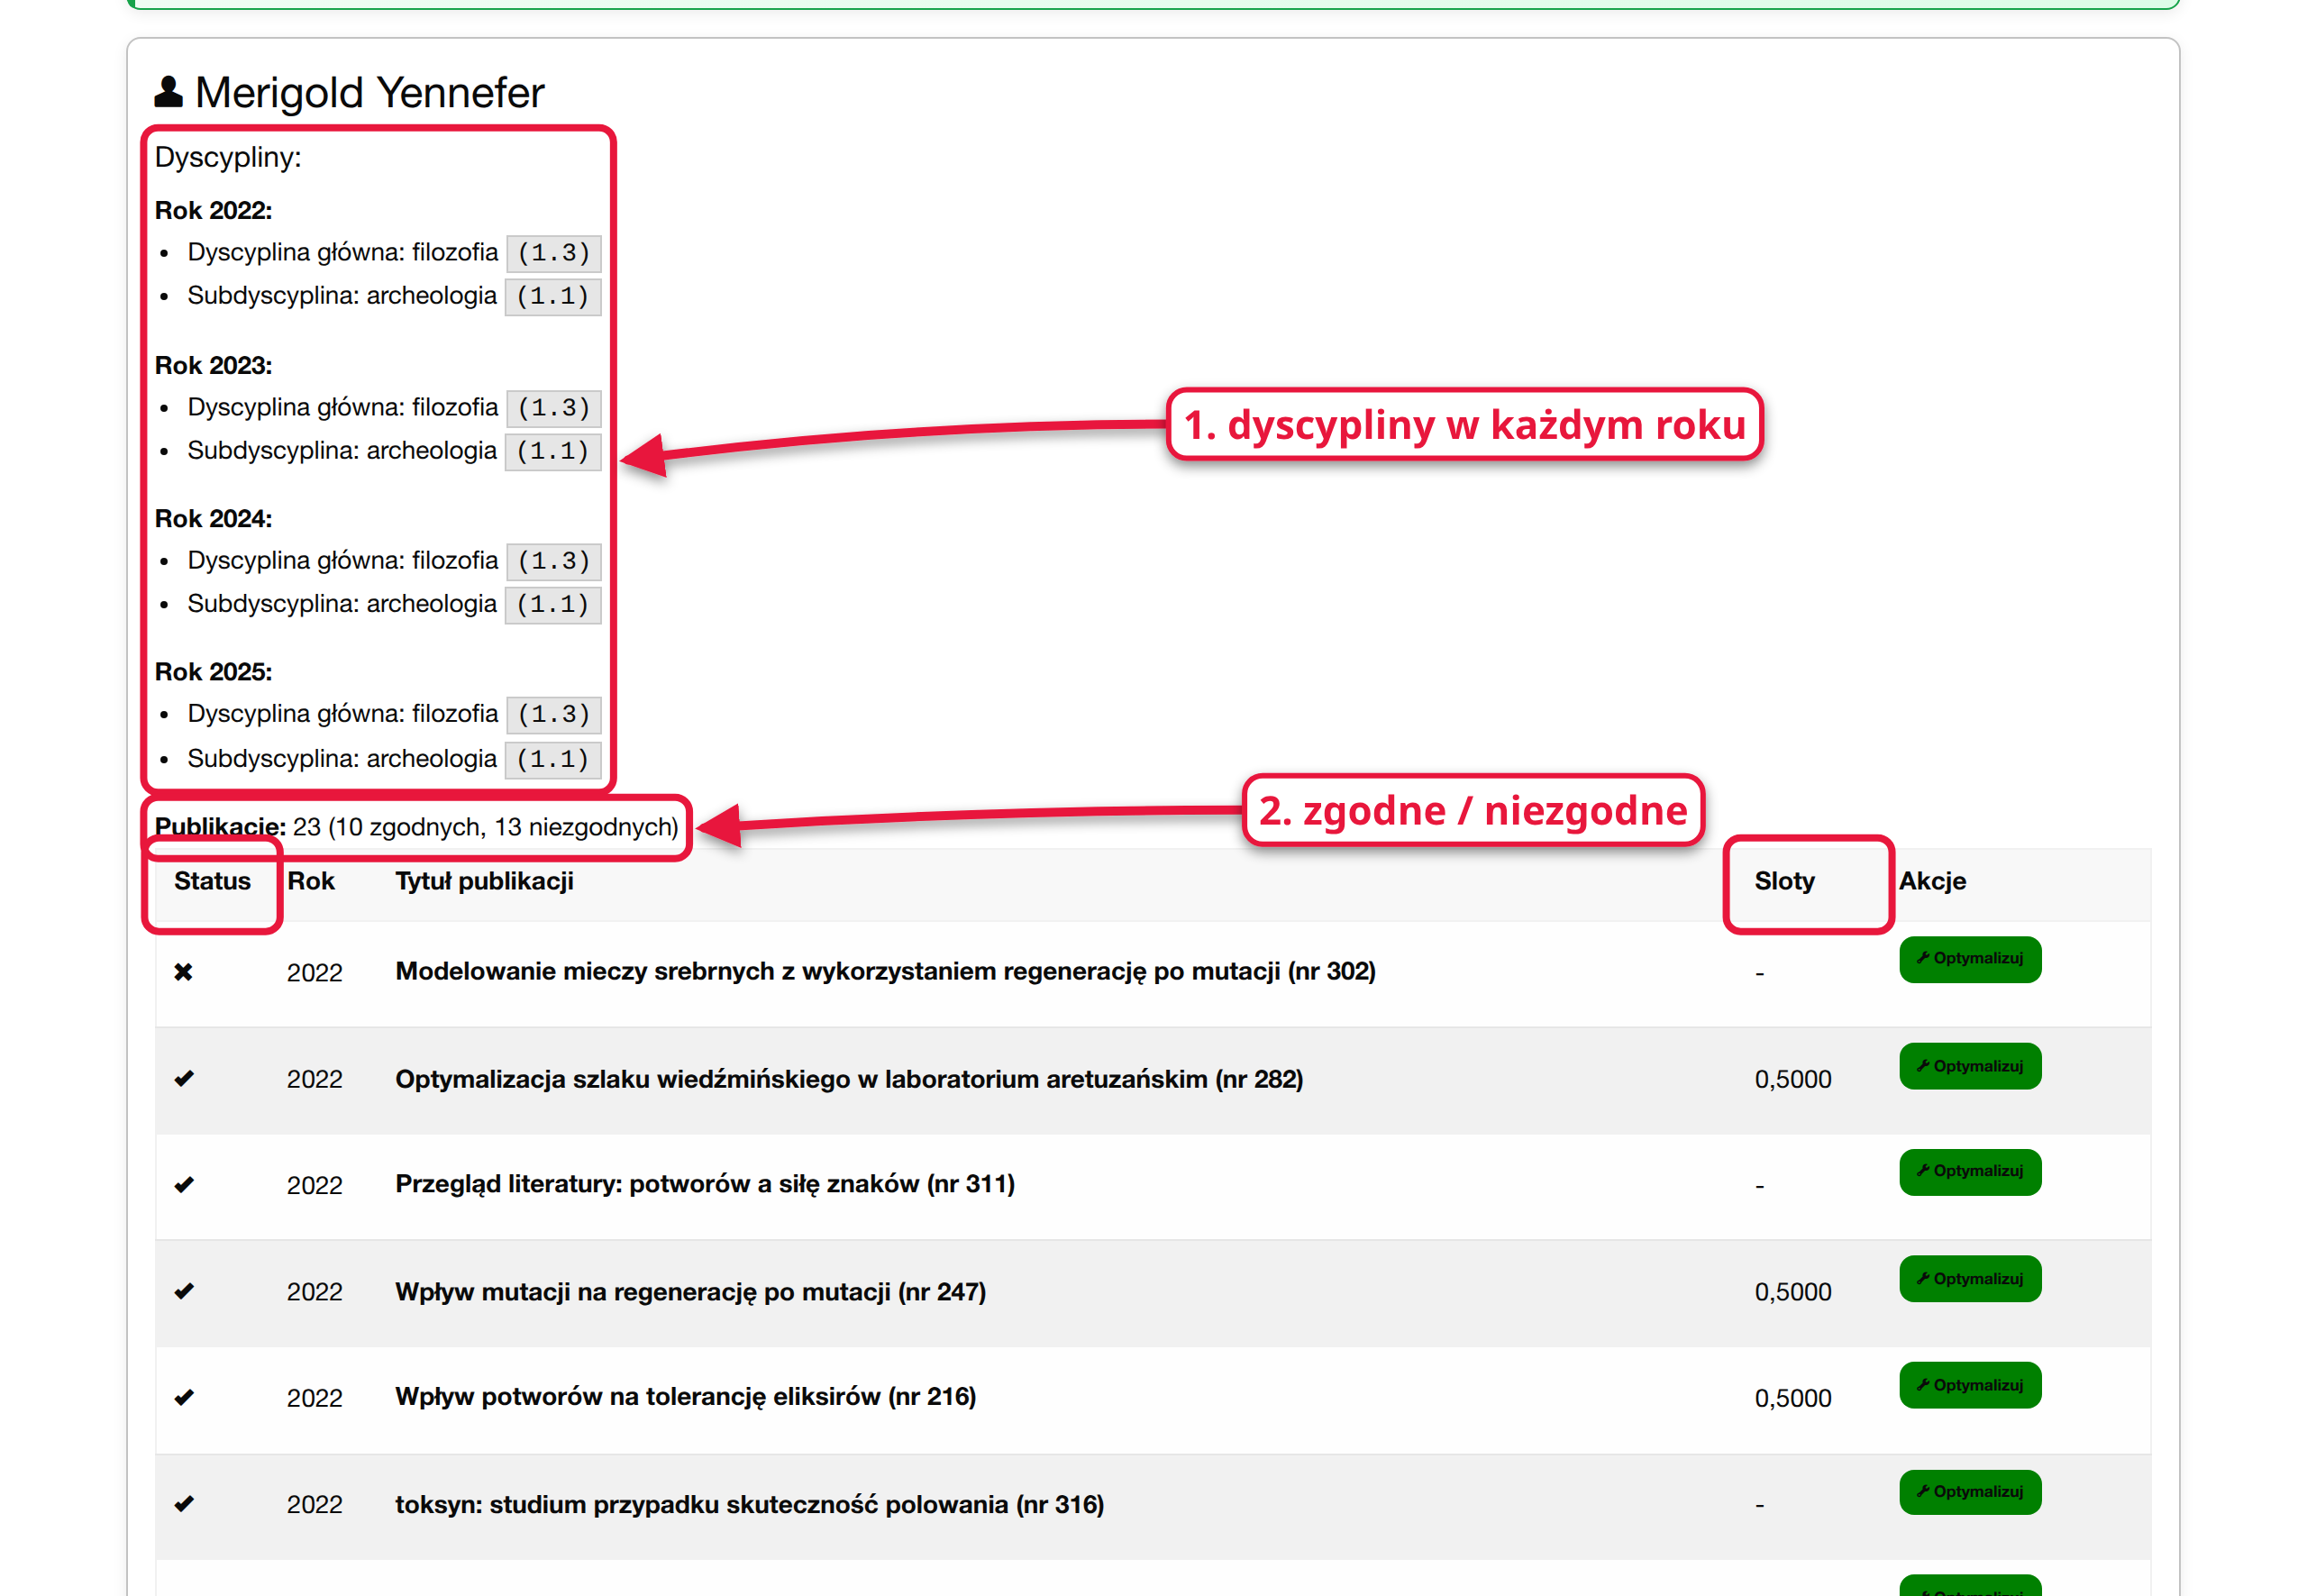 Merigold Yennefer
Dyscypliny:
Rok 2022:
• Dyscyplina główna: filozofia (1.3)
• Subdyscyplina: archeologia (1.1)
Rok 2023:
• Dyscyplina główna: filozofia (1.3)
• Subdyscyplina: archeologia (1.1)
1. dyscypliny w każdym roku
Rok 2024:
• Dyscyplina główna: filozofia (1.3)
• Subdyscyplina: archeologia (1.1)
Rok 2025:
• Dyscyplina główna: filozofia (1.3)
• Subdyscyplina: archeologia (1.1)
2. zgodne / niezgodne
Publikacje: 23 (10 zgodnych, 13 niezgodnych)
Status Rok Tytuł publikacji Sloty Akcje
✖ 2022 Modelowanie mieczy srebrnych z wykorzystaniem regenerację po mutacji (nr 302) - Optymalizuj
✔ 2022 Optymalizacja szlaku wiedźmińskiego w laboratorium aretuzańskim (nr 282) 0,5000 Optymalizuj
✔ 2022 Przegląd literatury: potworów a siłę znaków (nr 311) - Optymalizuj
✔ 2022 Wpływ mutacji na regenerację po mutacji (nr 247) 0,5000 Optymalizuj
✔ 2022 Wpływ potworów na tolerancję eliksirów (nr 216) 0,5000 Optymalizuj
✔ 2022 toksyn: studium przypadku skuteczność polowania (nr 316) - Optymalizuj